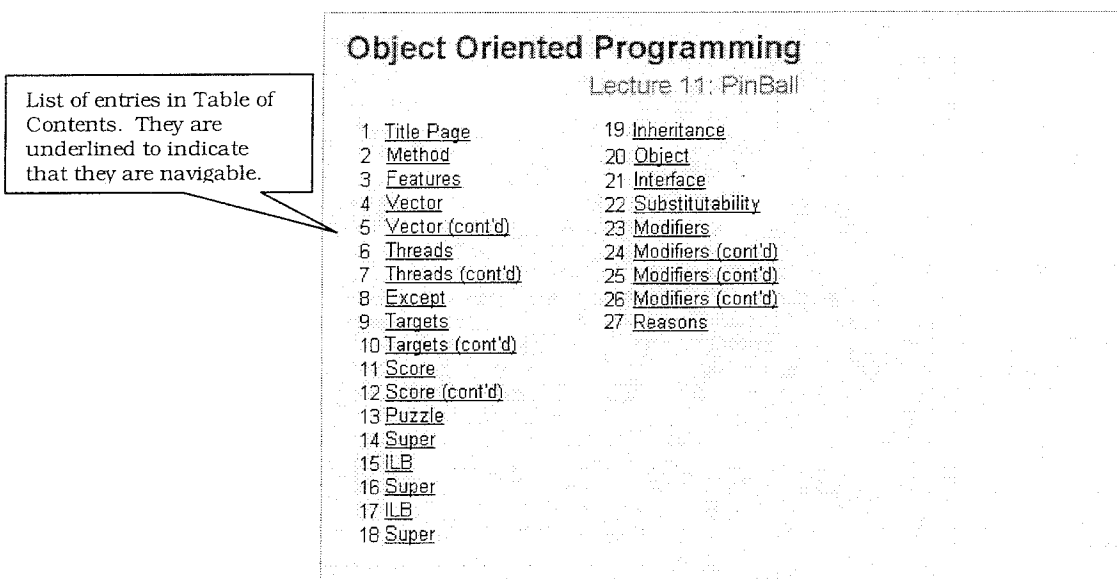 Object Oriented Programming
Lecture 11: PinBall
List of entries in Table of
Contents. They are
underlined to indicate
that they are navigable.
1 Title Page
2 Method
3 Features
4 Vector
5 Vector (cont'd)
6 Threads
7 Threads (cont'd)
8 Except
9 Targets
10 Targets (cont'd)
11 Score
12 Score (cont'd)
13 Puzzle
14 Super
15 ILB
16 Super
17 ILB
18 Super
19 Inheritance
20 Object
21 Interface
22 Substitutability
23 Modifiers
24 Modifiers (cont'd)
25 Modifiers (cont'd)
26 Modifiers (cont'd)
27 Reasons